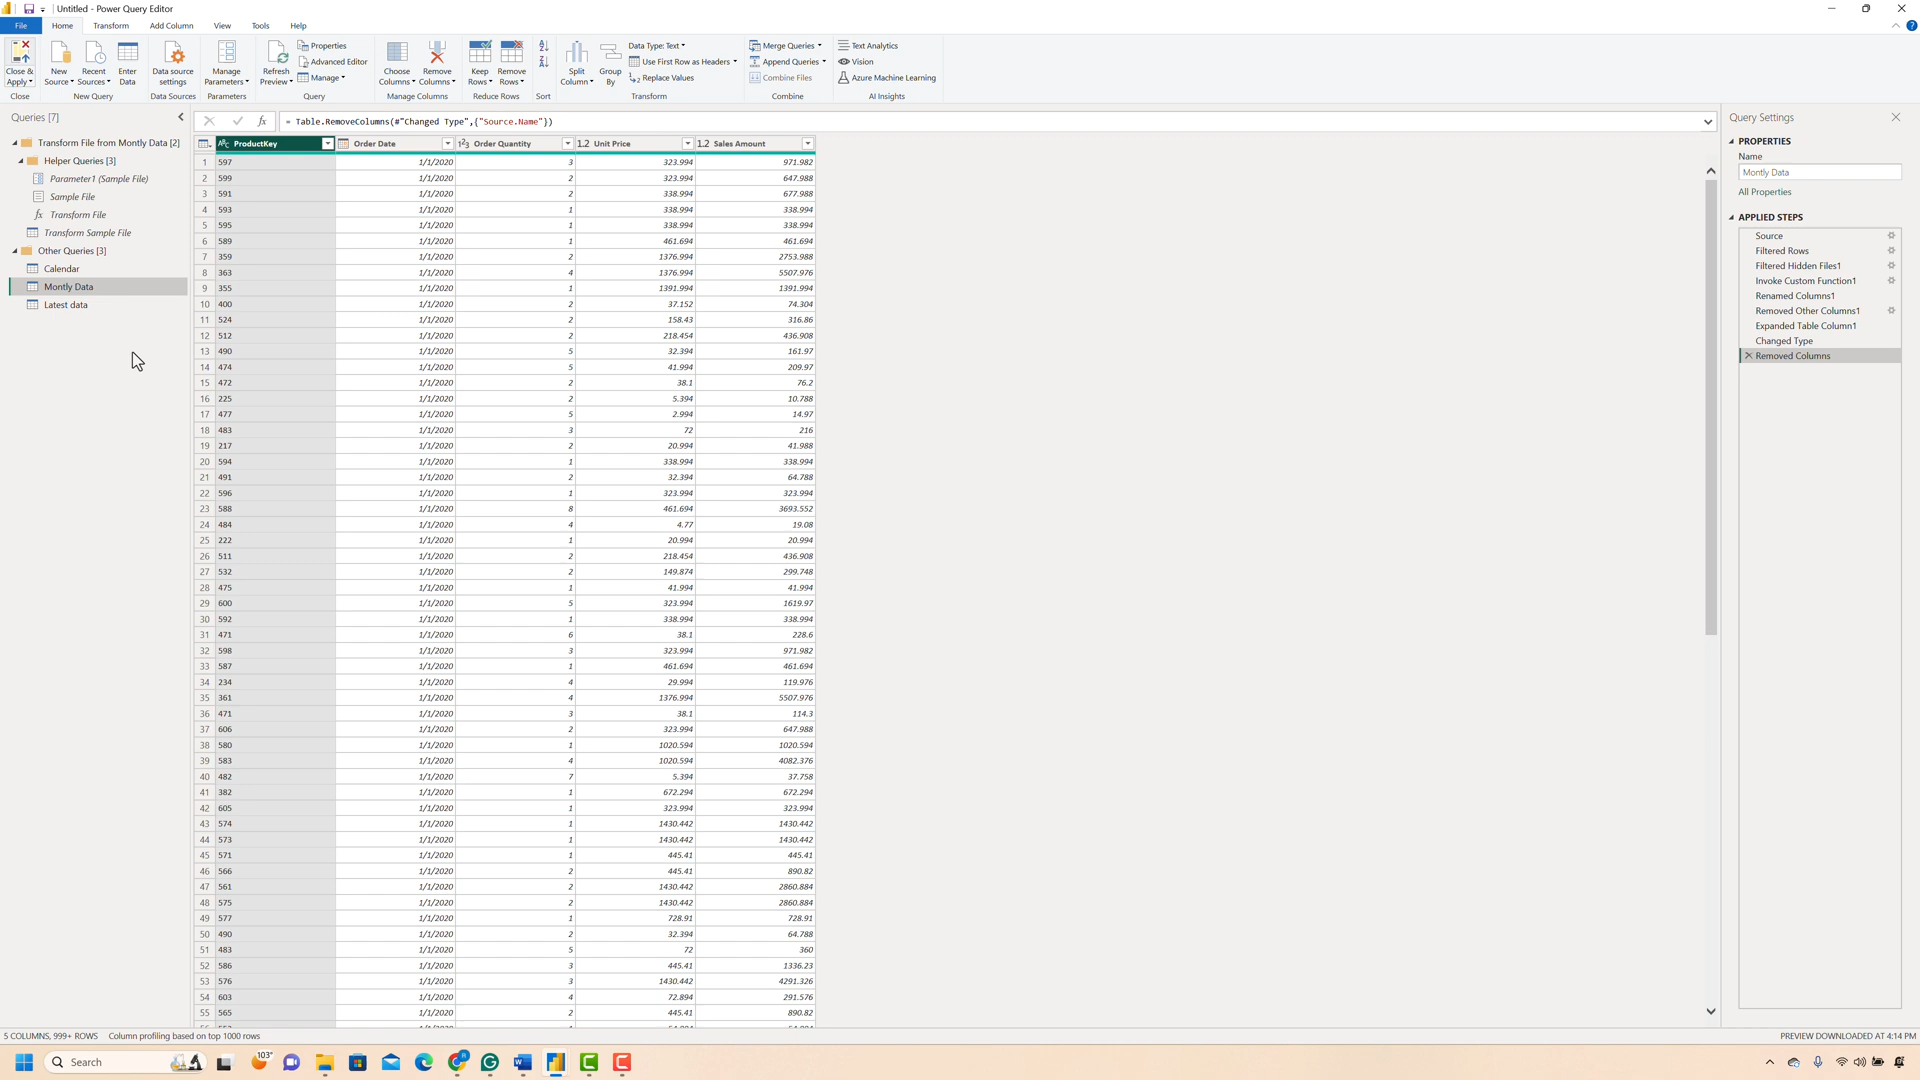 Untitled - Power Query Editor
File Home Transform Add Column View Tools Help
Close & Apply
New Source
Recent Sources
Enter Data
Data source settings
Manage Parameters
Refresh Preview
Properties
Advanced Editor
Manage
Choose Columns
Remove Columns
Keep Rows
Remove Rows
Split Column
Group By
Data Type: Text
Use First Row as Headers
Replace Values
Merge Queries
Append Queries
Combine Files
Text Analytics
Vision
Azure Machine Learning
Close New Query Data Sources Parameters Query Manage Columns Reduce Rows Sort Transform Combine AI Insights
Queries [7]
Transform File from Montly Data [2]
Helper Queries [3]
Parameter1 (Sample File)
Sample File
fx Transform File
Transform Sample File
Other Queries [3]
Calendar
Montly Data
Latest data
fx = Table.RemoveColumns(#"Changed Type",{"Source.Name"})
ABC ProductKey Order Date 123 Order Quantity 1.2 Unit Price 1.2 Sales Amount
1 597 1/1/2020 3 323.994 971.982
2 599 1/1/2020 2 323.994 647.988
3 591 1/1/2020 2 338.994 677.988
4 593 1/1/2020 1 338.994 338.994
5 595 1/1/2020 1 338.994 338.994
6 589 1/1/2020 1 461.694 461.694
7 359 1/1/2020 2 1376.994 2753.988
8 363 1/1/2020 4 1376.994 5507.976
9 355 1/1/2020 1 1391.994 1391.994
10 400 1/1/2020 2 37.152 74.304
11 524 1/1/2020 2 158.43 316.86
12 512 1/1/2020 2 218.454 436.908
13 490 1/1/2020 5 32.394 161.97
14 474 1/1/2020 5 41.994 209.97
15 472 1/1/2020 2 38.1 76.2
16 225 1/1/2020 2 5.394 10.788
17 477 1/1/2020 5 2.994 14.97
18 483 1/1/2020 3 72 216
19 217 1/1/2020 2 20.994 41.988
20 594 1/1/2020 1 338.994 338.994
21 491 1/1/2020 2 32.394 64.788
22 596 1/1/2020 1 323.994 323.994
23 588 1/1/2020 8 461.694 3693.552
24 484 1/1/2020 4 4.77 19.08
25 222 1/1/2020 1 20.994 20.994
26 511 1/1/2020 2 218.454 436.908
27 532 1/1/2020 2 149.874 299.748
28 475 1/1/2020 1 41.994 41.994
29 600 1/1/2020 5 323.994 1619.97
30 592 1/1/2020 1 338.994 338.994
31 471 1/1/2020 6 38.1 228.6
32 598 1/1/2020 3 323.994 971.982
33 587 1/1/2020 1 461.694 461.694
34 234 1/1/2020 4 29.994 119.976
35 361 1/1/2020 4 1376.994 5507.976
36 471 1/1/2020 3 38.1 114.3
37 606 1/1/2020 2 323.994 647.988
38 580 1/1/2020 1 1020.594 1020.594
39 583 1/1/2020 4 1020.594 4082.376
40 482 1/1/2020 7 5.394 37.758
41 382 1/1/2020 1 672.294 672.294
42 605 1/1/2020 1 323.994 323.994
43 574 1/1/2020 1 1430.442 1430.442
44 573 1/1/2020 1 1430.442 1430.442
45 571 1/1/2020 1 445.41 445.41
46 566 1/1/2020 2 445.41 890.82
47 561 1/1/2020 2 1430.442 2860.884
48 575 1/1/2020 2 1430.442 2860.884
49 577 1/1/2020 1 728.91 728.91
50 490 1/1/2020 2 32.394 64.788
51 483 1/1/2020 5 72 360
52 586 1/1/2020 3 445.41 1336.23
53 576 1/1/2020 3 1430.442 4291.326
54 603 1/1/2020 4 72.894 291.576
55 565 1/1/2020 2 445.41 890.82
Query Settings
PROPERTIES
Name
Montly Data
All Properties
APPLIED STEPS
Source
Filtered Rows
Filtered Hidden Files1
Invoke Custom Function1
Renamed Columns1
Removed Other Columns1
Expanded Table Column1
Changed Type
Removed Columns
5 COLUMNS, 999+ ROWS Column profiling based on top 1000 rows
PREVIEW DOWNLOADED AT 4:14 PM
Search
103°